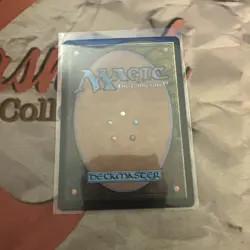 Magic
The Gathering
Deckmaster
Coll